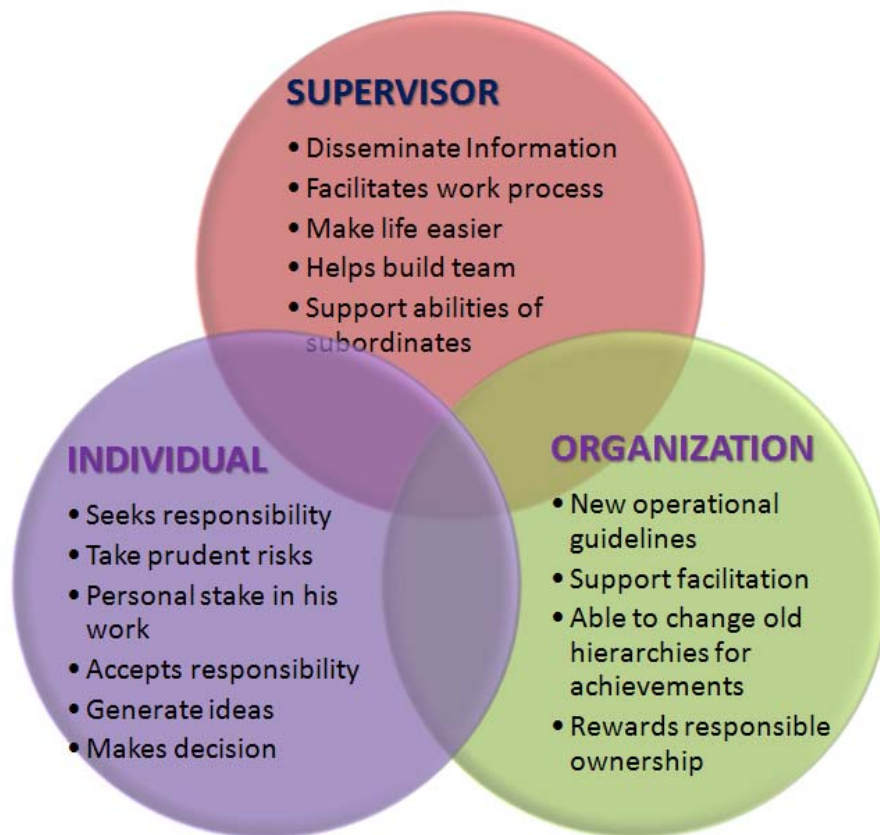 SUPERVISOR
• Disseminate Information
• Facilitates work process
• Make life easier
• Helps build team
• Support abilities of
subordinates
INDIVIDUAL
• Seeks responsibility
• Take prudent risks
• Personal stake in his
work
• Accepts responsibility
• Generate ideas
• Makes decision
ORGANIZATION
• New operational
guidelines
• Support facilitation
• Able to change old
hierarchies for
achievements
• Rewards responsible
ownership